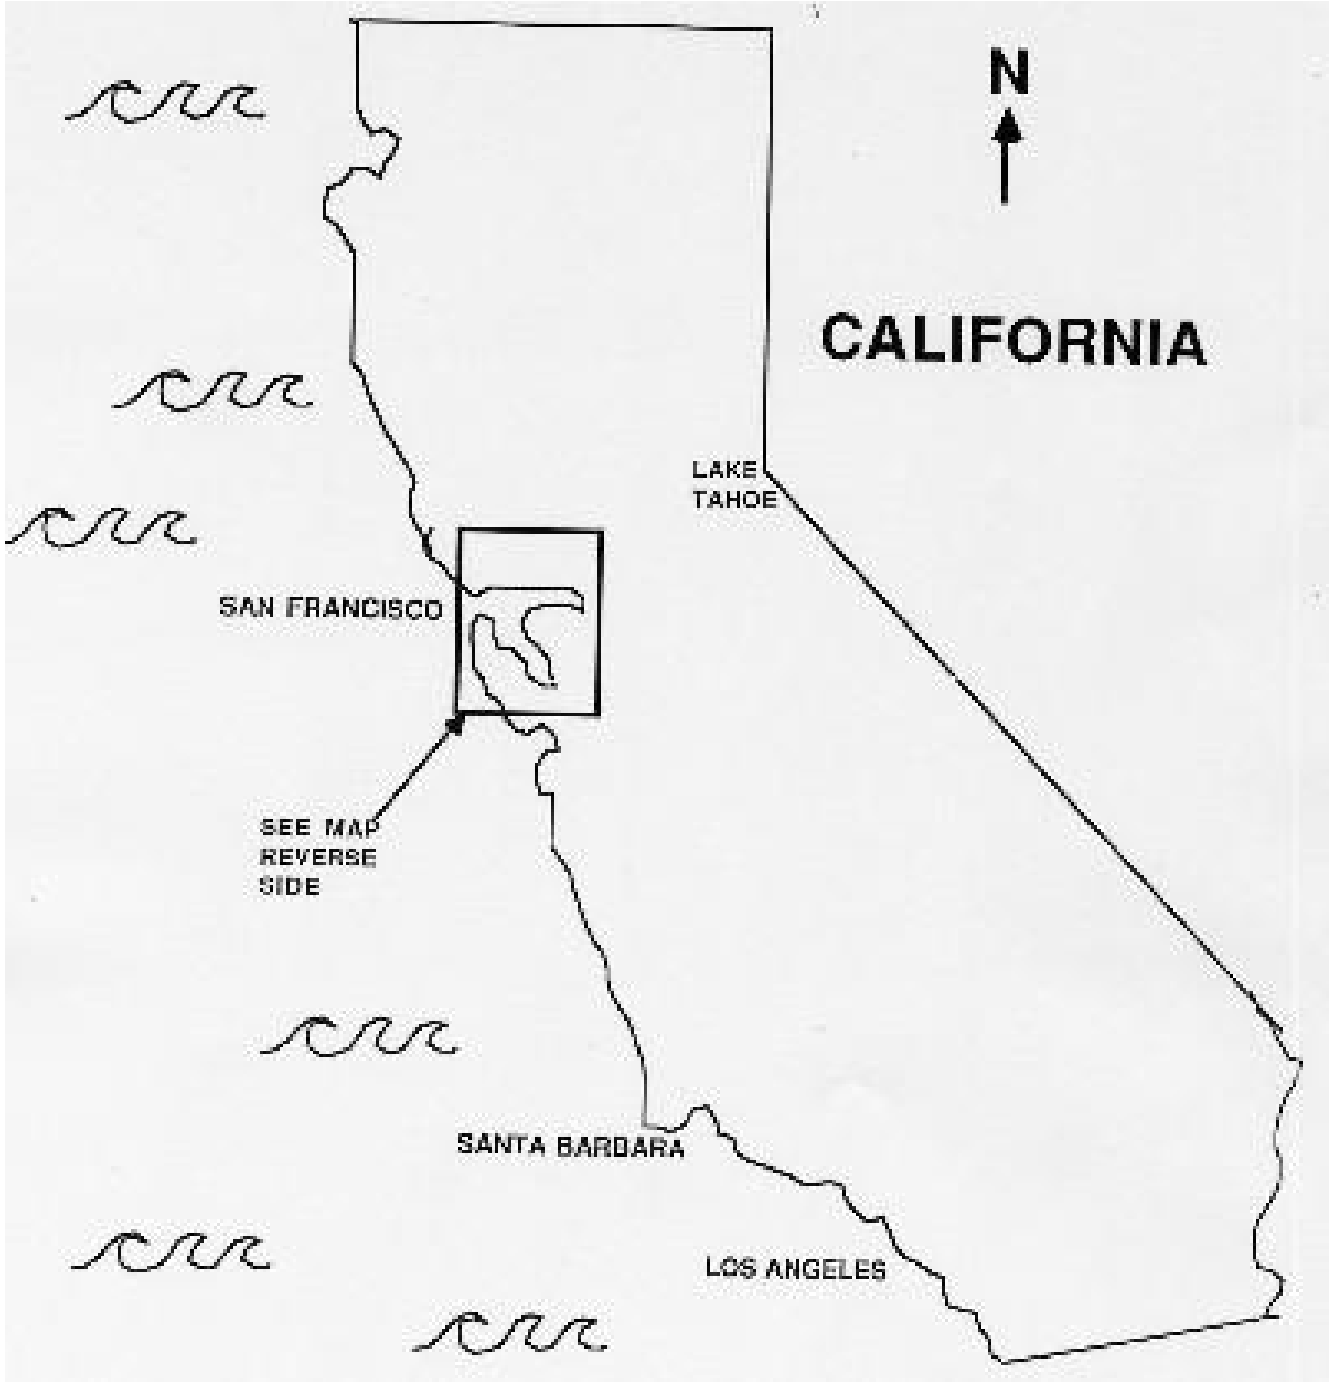 N
CALIFORNIA
LAKE
TAHOE
SAN FRANCISCO
SEE MAP
REVERSE
SIDE
SANTA BARBARA
LOS ANGELES